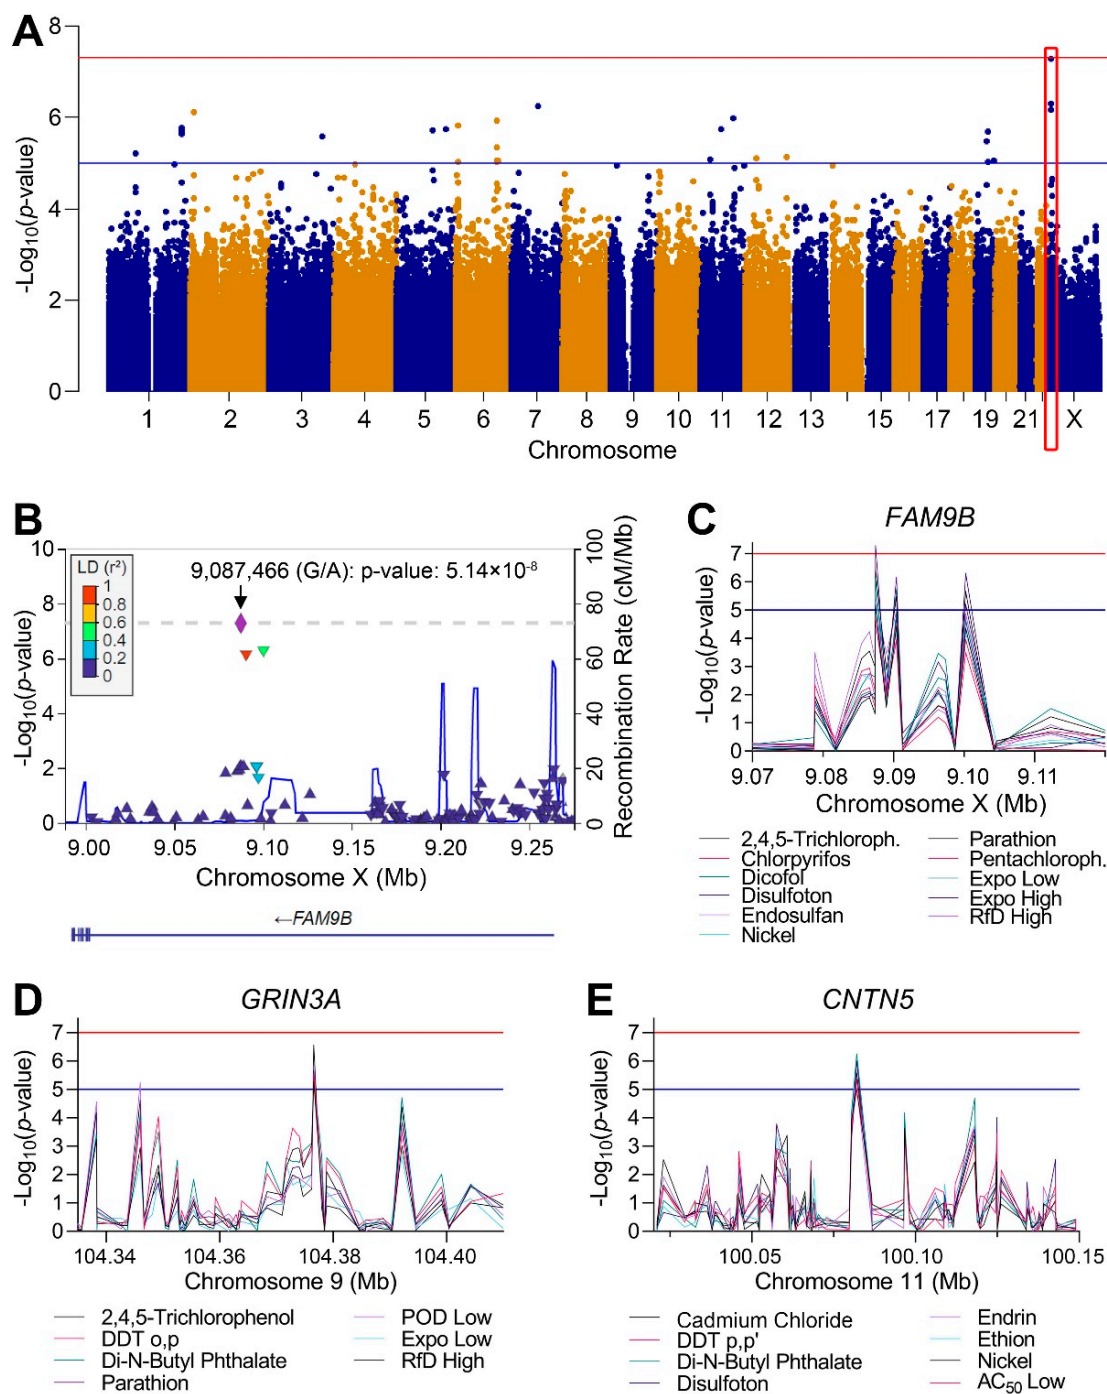 A
8
6
4
2
0
-Log10(p-value)
1 2 3 4 5 6 7 8 9 10 11 12 13 15 17 19 21 X
Chromosome
B
10
8
6
4
2
0
-Log10(p-value)
LD (r²)
1
0.8
0.6
0.4
0.2
0
9,087,466 (G/A): p-value: 5.14×10-8
100
80
60
40
20
0
Recombination Rate (cM/Mb)
9.00 9.05 9.10 9.15 9.20 9.25
Chromosome X (Mb)
←FAM9B
C
FAM9B
7
6
5
4
3
2
1
0
-Log10(p-value)
9.07 9.08 9.09 9.10 9.11
Chromosome X (Mb)
2,4,5-Trichloroph.
Chlorpyrifos
Dicofol
Disulfoton
Endosulfan
Nickel
Parathion
Pentachloroph.
Expo Low
Expo High
RfD High
D
GRIN3A
7
6
5
4
3
2
1
0
-Log10(p-value)
104.34 104.36 104.38 104.40
Chromosome 9 (Mb)
2,4,5-Trichlorophenol
DDT o,p
Di-N-Butyl Phthalate
Parathion
POD Low
Expo Low
RfD High
E
CNTN5
7
6
5
4
3
2
1
0
-Log10(p-value)
100.05 100.10 100.15
Chromosome 11 (Mb)
Cadmium Chloride
DDT p,p'
Di-N-Butyl Phthalate
Disulfoton
Endrin
Ethion
Nickel
AC50 Low